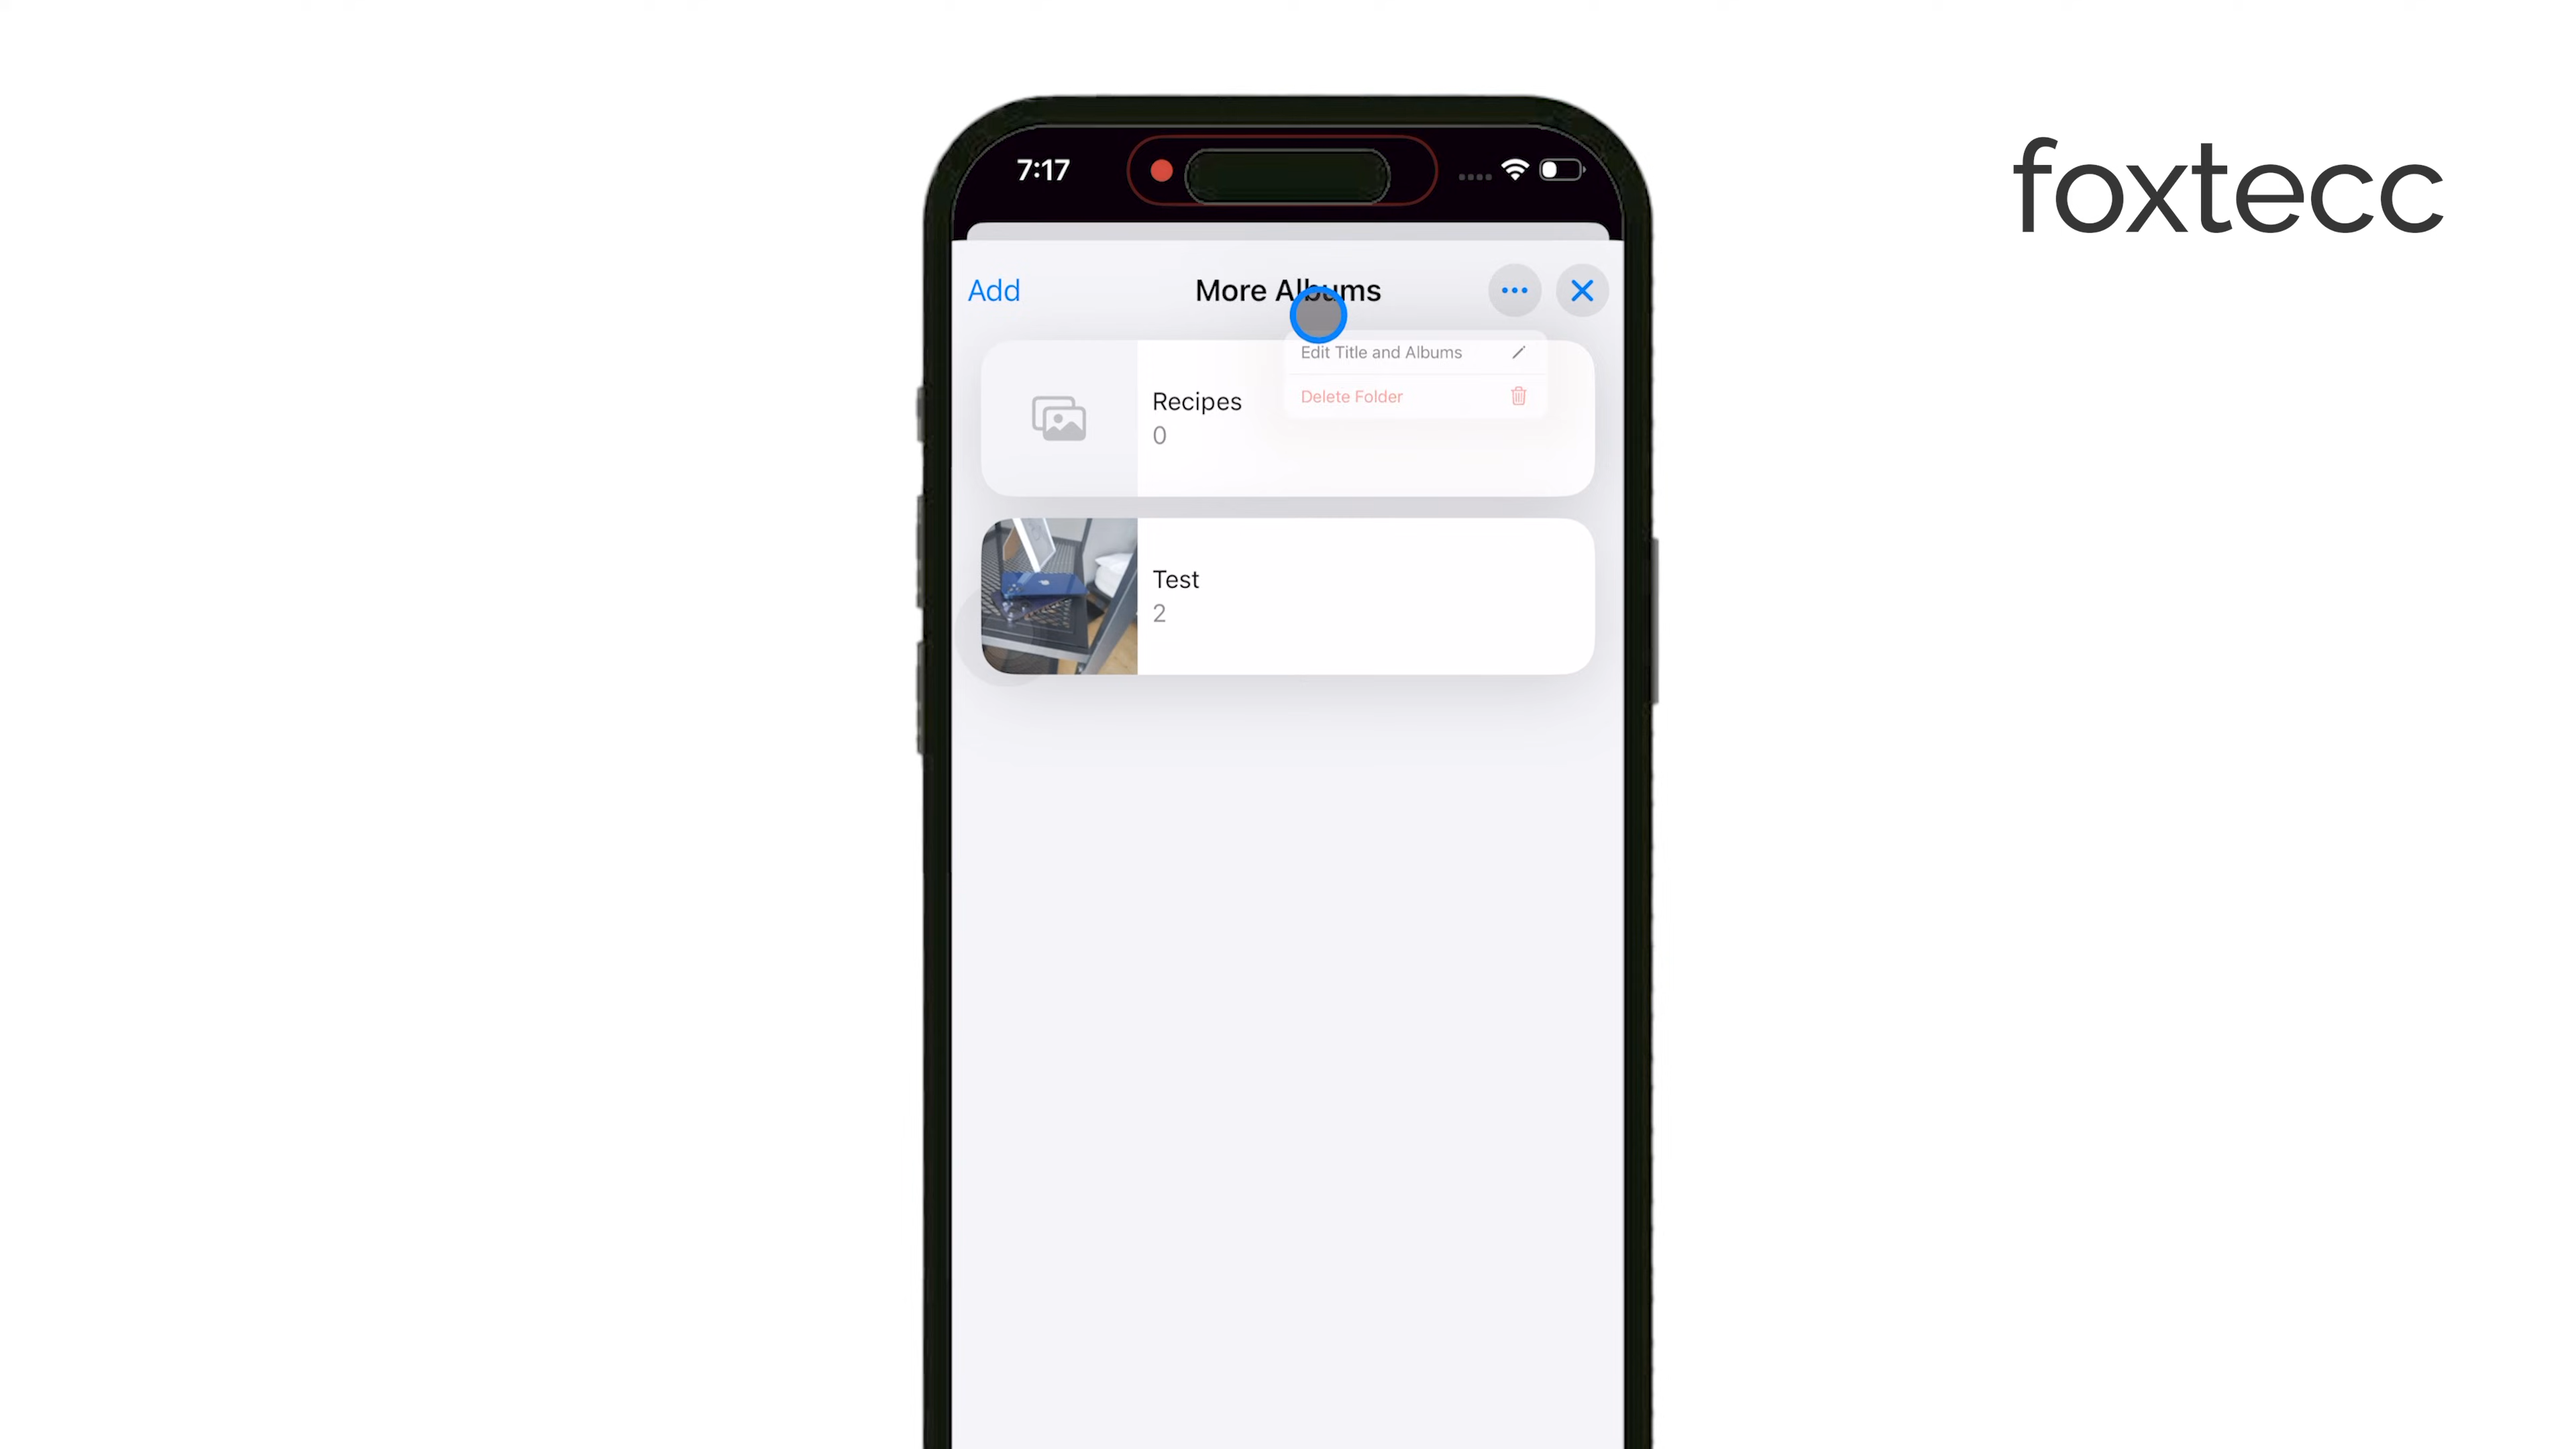 foxtecc
7:17
Add
More Albums
Edit Title and Albums
Delete Folder
Recipes
0
Test
2